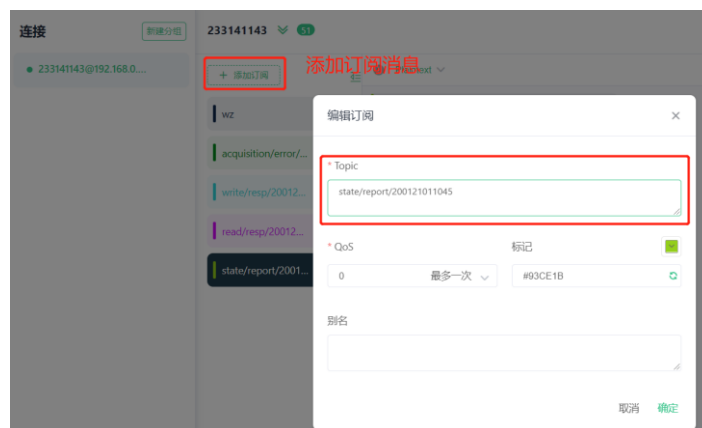 连接
新建分组
233141143
51
233141143@192.168.0....
+ 添加订阅
添加订阅消息
wz
acquisition/error/...
write/resp/20012...
read/resp/20012...
state/report/2001...
编辑订阅
* Topic
state/report/200121011045
* QoS
标记
0
最多一次
#93CE1B
别名
取消
确定